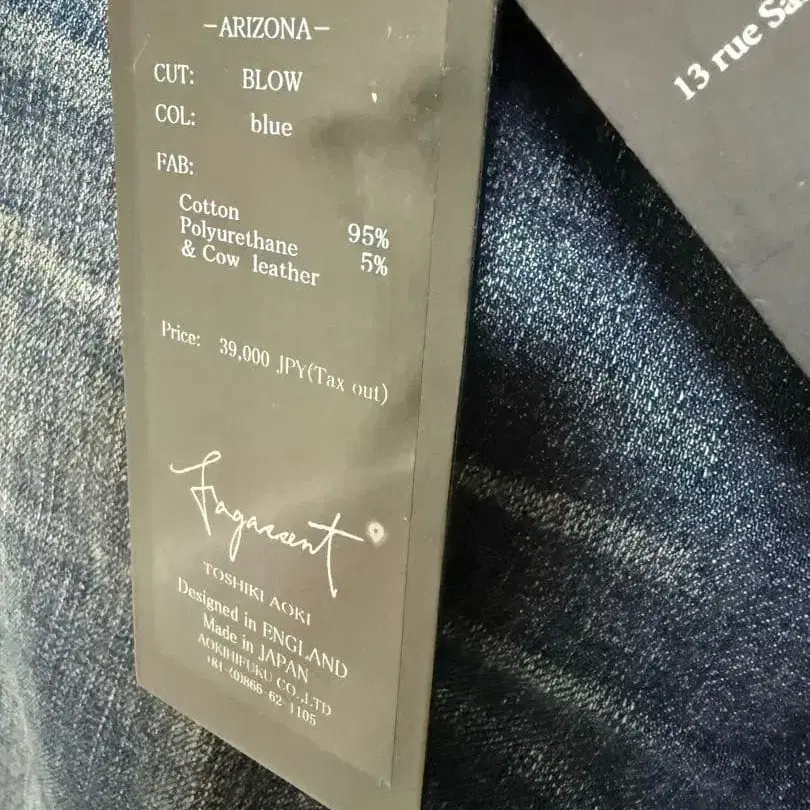 -ARIZONA-
CUT: BLOW
COL: blue
FAB:
Cotton 95%
Polyurethane 5%
& Cow leather
Price: 39,000 JPY(Tax out)
Fagassent
TOSHIKI AOKI
Designed in ENGLAND
Made in JAPAN
AOKIHIFUKU CO.,LTD
+81-(0)866-62-1105
13 rue